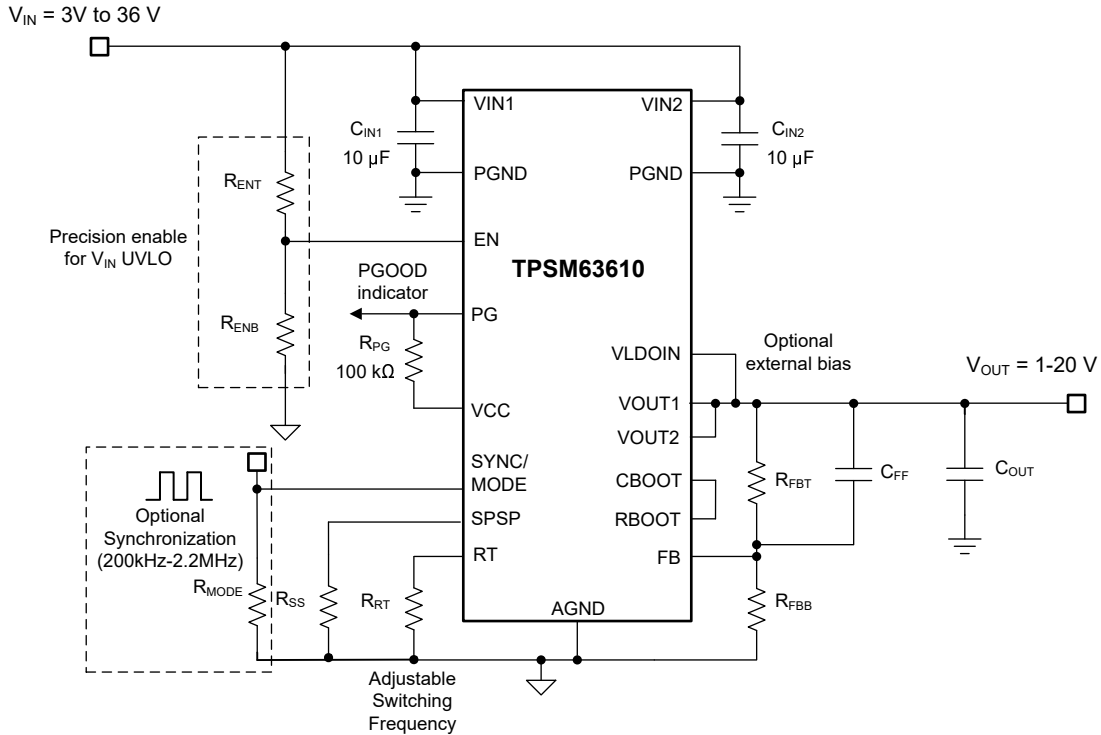 VIN = 3V to 36 V
VIN1
VIN2
CIN1
10 µF
CIN2
10 µF
PGND
PGND
RENT
Precision enable
for VIN UVLO
EN
TPSM63610
PGOOD
indicator
PG
RENB
RPG
100 kΩ
VLDOIN
Optional
external bias
VOUT = 1-20 V
VCC
VOUT1
VOUT2
SYNC/
MODE
CBOOT
RFBT
CFF
COUT
Optional
Synchronization
(200kHz-2.2MHz)
SPSP
RBOOT
RT
FB
RMODE
RSS
RRT
AGND
RFBB
Adjustable
Switching
Frequency